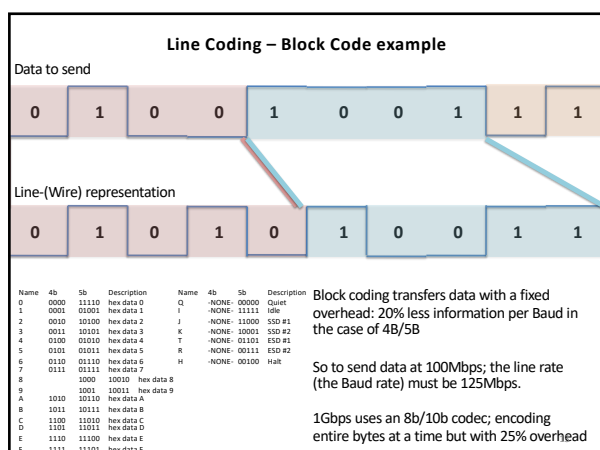 Line Coding – Block Code example
Data to send
0 1 0 0 1 0 0 1 1 1
Line-(Wire) representation
0 1 0 1 0 1 0 0 1 1
Name 4b 5b Description
0 0000 11110 hex data 0
1 0001 01001 hex data 1
2 0010 10100 hex data 2
3 0011 10101 hex data 3
4 0100 01010 hex data 4
5 0101 01011 hex data 5
6 0110 01110 hex data 6
7 0111 01111 hex data 7
8 1000 10010 hex data 8
9 1001 10011 hex data 9
A 1010 10110 hex data A
B 1011 10111 hex data B
C 1100 11010 hex data C
D 1101 11011 hex data D
E 1110 11100 hex data E
F 1111 11101 hex data F
Name 4b 5b Description
Q -NONE- 00000 Quiet
I -NONE- 11111 Idle
J -NONE- 11000 SSD #1
K -NONE- 10001 SSD #2
T -NONE- 01101 ESD #1
R -NONE- 00111 ESD #2
H -NONE- 00100 Halt
Block coding transfers data with a fixed
overhead: 20% less information per Baud in
the case of 4B/5B
So to send data at 100Mbps; the line rate
(the Baud rate) must be 125Mbps.
1Gbps uses an 8b/10b codec; encoding
entire bytes at a time but with 25% overhead